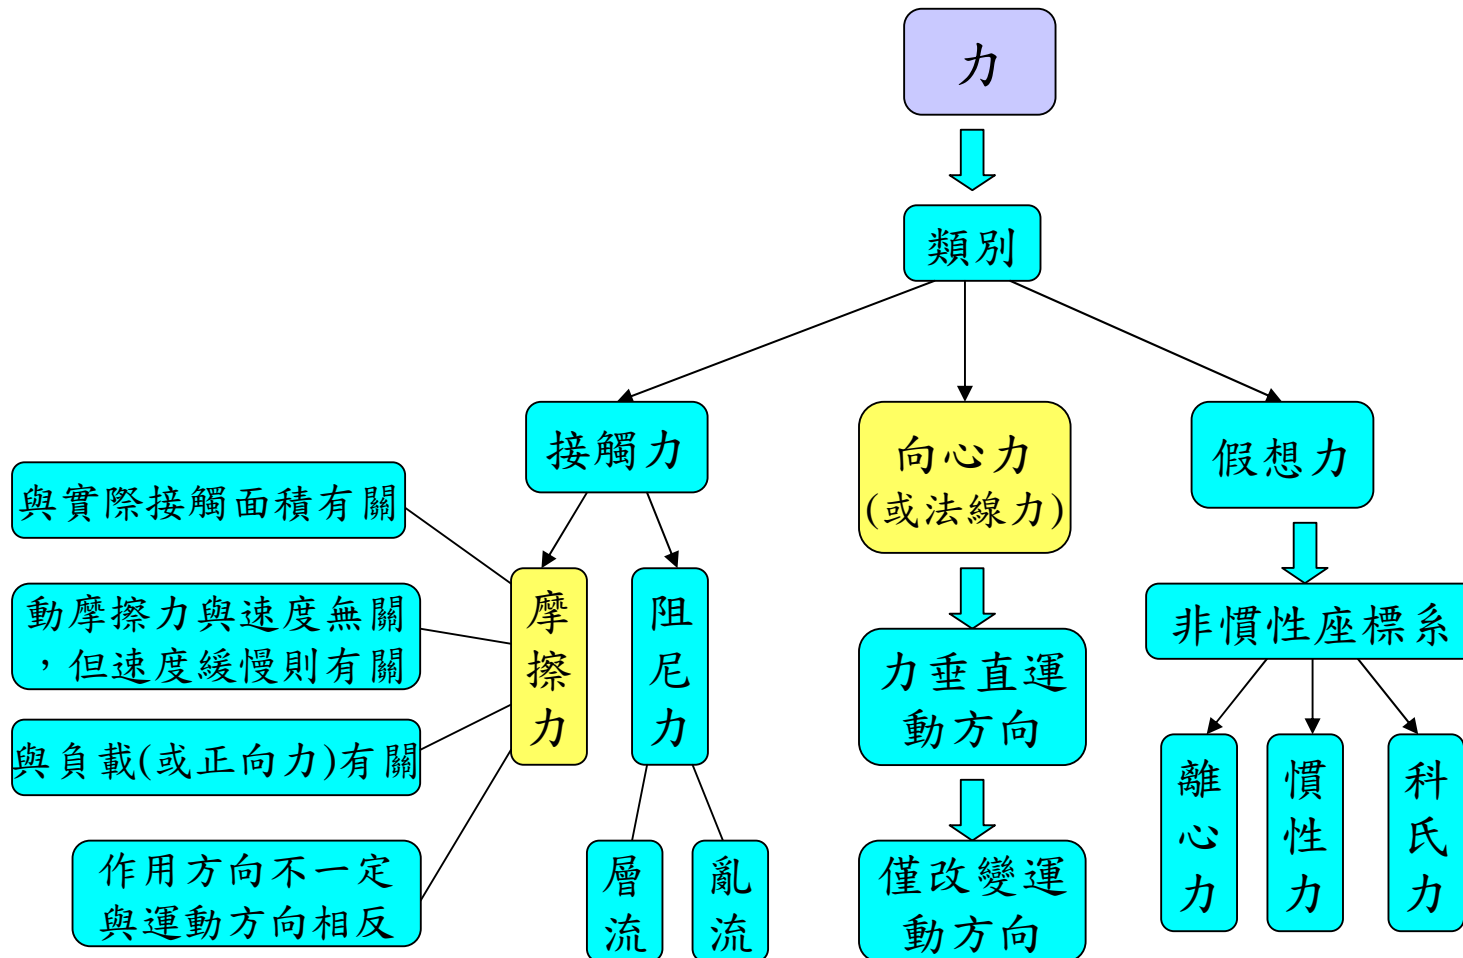 力
類別
接觸力
向心力
(或法線力)
假想力
與實際接觸面積有關
動摩擦力與速度無關
，但速度緩慢則有關
與負載(或正向力)有關
作用方向不一定
與運動方向相反
摩擦力
阻尼力
層流
亂流
力垂直運
動方向
僅改變運
動方向
非慣性座標系
離心力
慣性力
科氏力